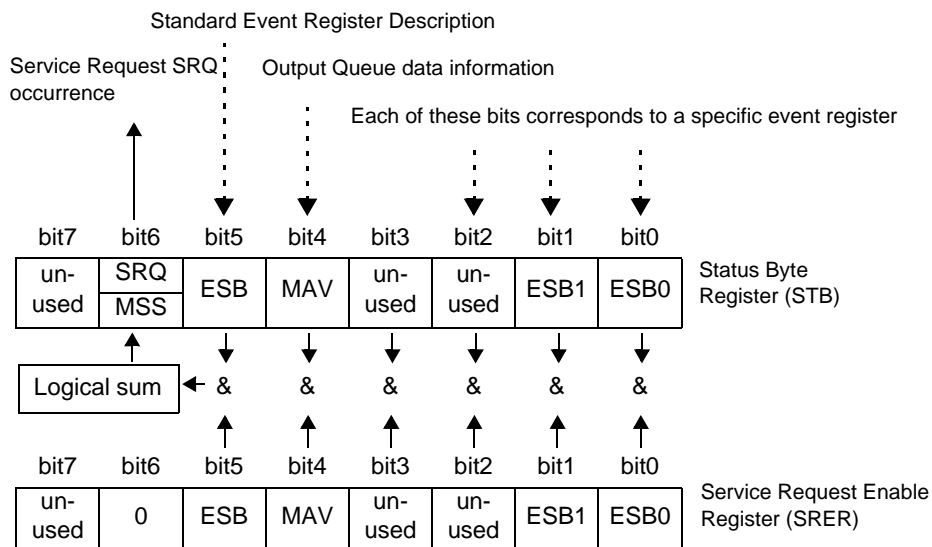 Standard Event Register Description
Service Request SRQ
occurrence
Output Queue data information
Each of these bits corresponds to a specific event register
bit7 bit6 bit5 bit4 bit3 bit2 bit1 bit0
un-
used
SRQ
MSS
ESB
MAV
un-
used
un-
used
ESB1
ESB0
Status Byte
Register (STB)
Logical sum
& & & & & &
bit7 bit6 bit5 bit4 bit3 bit2 bit1 bit0
un-
used
0
ESB
MAV
un-
used
un-
used
ESB1
ESB0
Service Request Enable
Register (SRER)